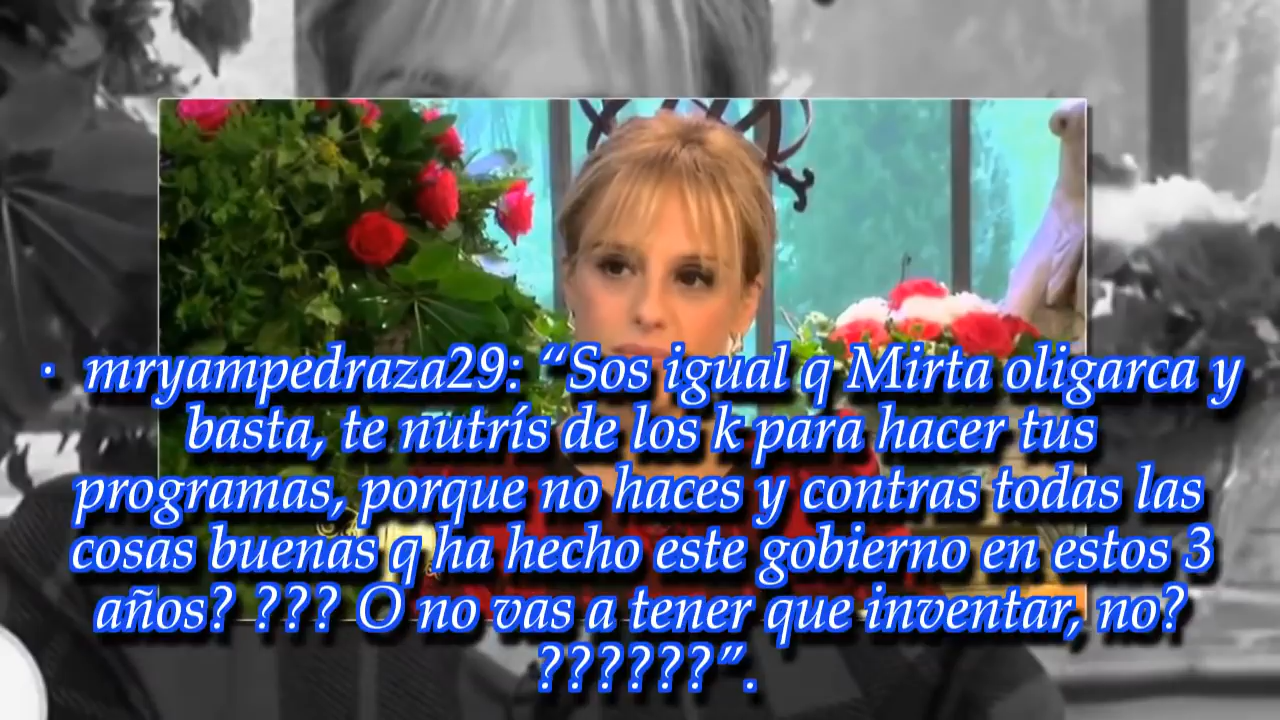 · mryampedraza29: “Sos igual q Mirta oligarca y
basta, te nutrís de los k para hacer tus
programas, porque no haces y contras todas las
cosas buenas q ha hecho este gobierno en estos 3
años? ??? O no vas a tener que inventar, no?
??????”.